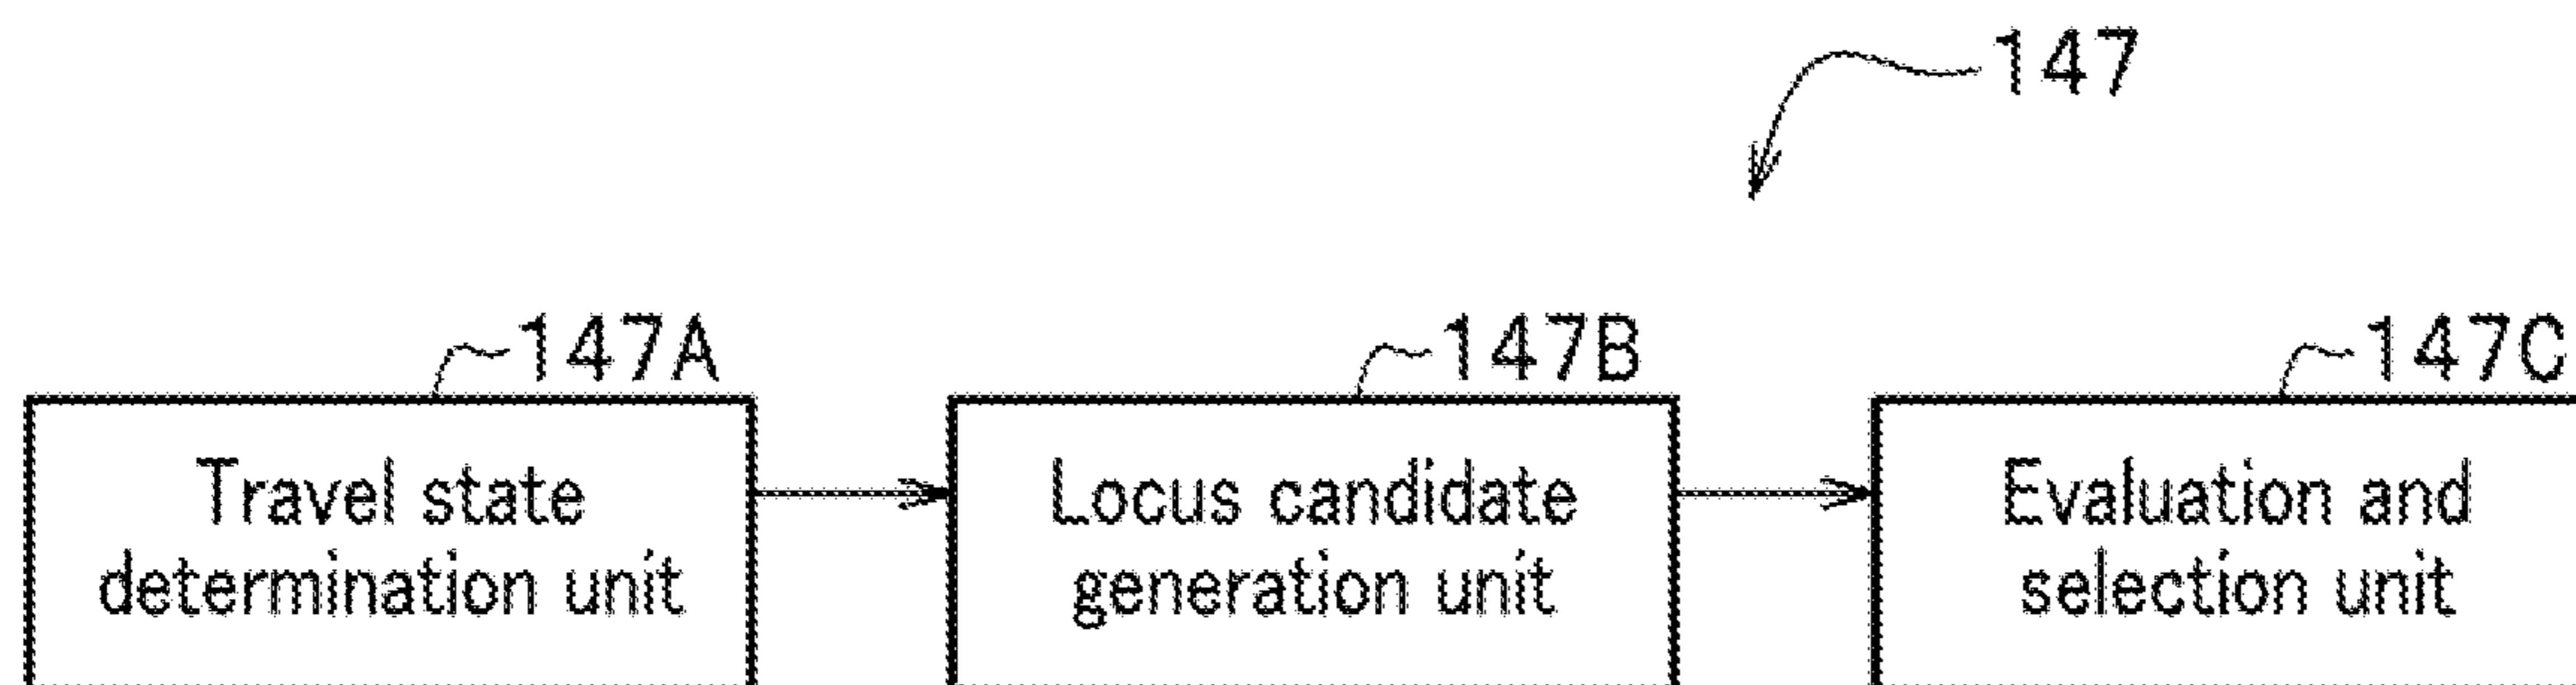 147
147A
147B
147C
Travel state
determination unit
Locus candidate
generation unit
Evaluation and
selection unit